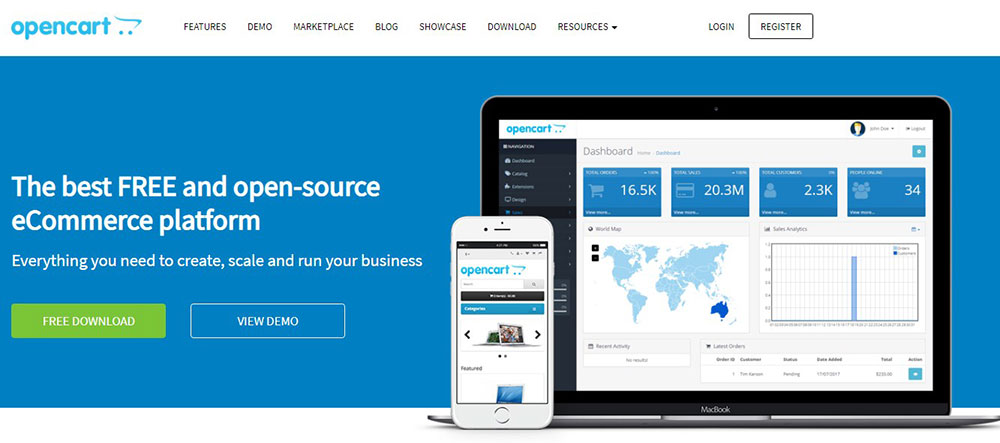 opencart
FEATURES DEMO MARKETPLACE BLOG SHOWCASE DOWNLOAD RESOURCES
LOGIN REGISTER
The best FREE and open-source
eCommerce platform
Everything you need to create, scale and run your business
FREE DOWNLOAD
VIEW DEMO
opencart
John Doe Logout
NAVIGATION
Dashboard
Catalog
Extensions
Design
Sales
Dashboard Home Dashboard
TOTAL ORDERS
16.5K
View more...
TOTAL SALES
20.3M
View more...
TOTAL CUSTOMERS
2.3K
View more...
PEOPLE ONLINE
34
View more...
World Map
Sales Analytics
Orders
Customers
Recent Activity
No results!
Latest Orders
Order ID Customer Status Date Added Total Action
1 Tim Karson Pending 17/07/2017 $235.00
MacBook
opencart
Search
Categories
Featured